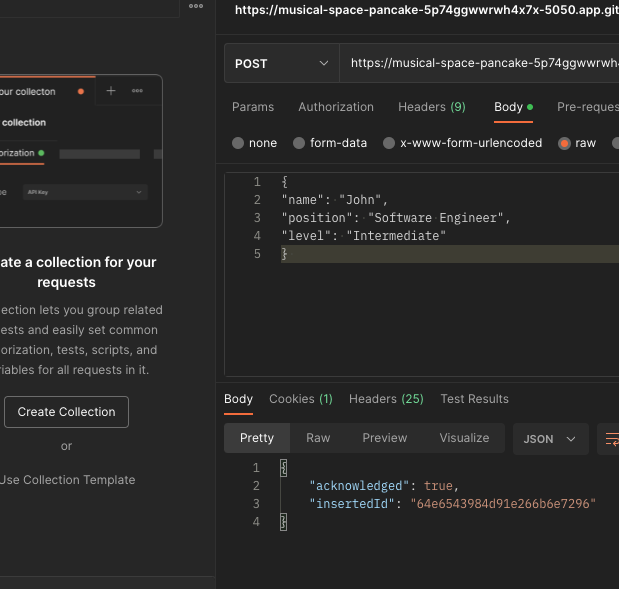 https://musical-space-pancake-5p74ggwwrwh4x7x-5050.app.git
POST
https://musical-space-pancake-5p74ggwwrwh4
Params
Authorization
Headers (9)
Body
Pre-reques
none
form-data
x-www-form-urlencoded
raw
1 {
2 "name": "John",
3 "position": "Software Engineer",
4 "level": "Intermediate"
5 }
our collecton
collection
orization
API Key
ate a collection for your
requests
ection lets you group related
ests and easily set common
orization, tests, scripts, and
riables for all requests in it.
Create Collection
or
Use Collection Template
Body
Cookies (1)
Headers (25)
Test Results
Pretty
Raw
Preview
Visualize
JSON
1 {
2 "acknowledged": true,
3 "insertedId": "64e6543984d91e266b6e7296"
4 }